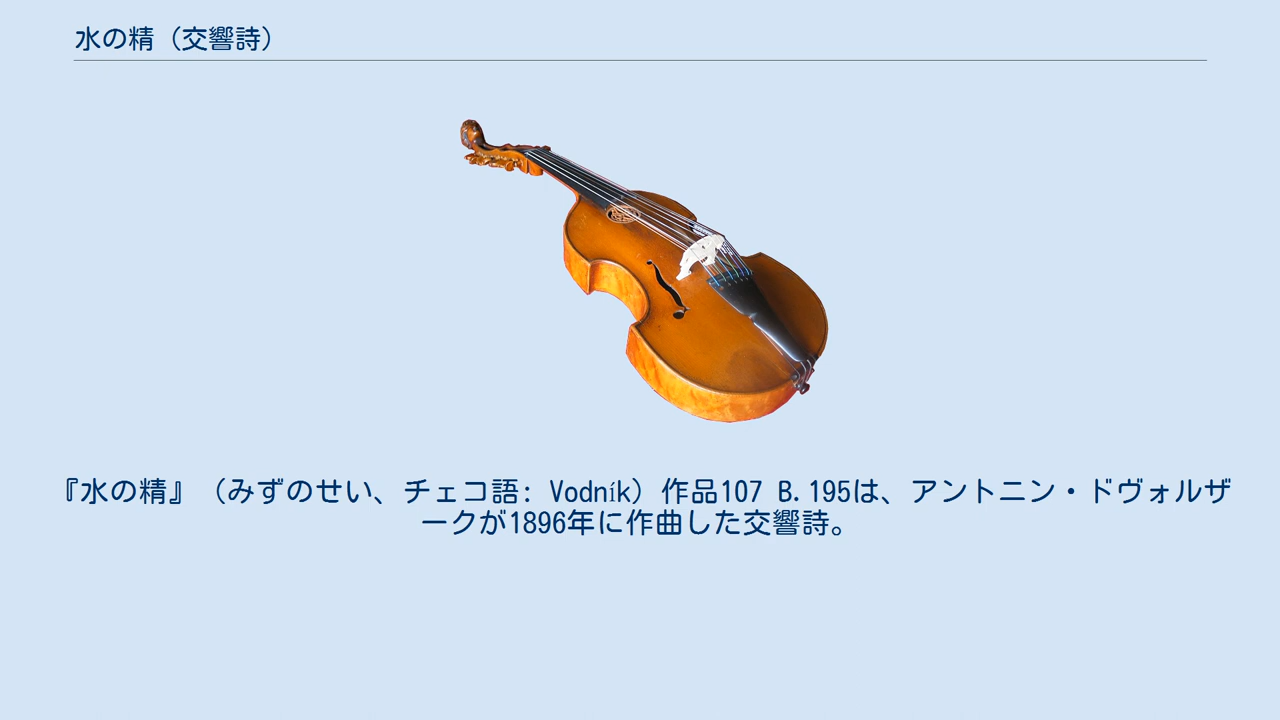 水の精（交響詩）
『水の精』（みずのせい、チェコ語: Vodník）作品107 B.195は、アントニン・ドヴォルザ
ークが1896年に作曲した交響詩。